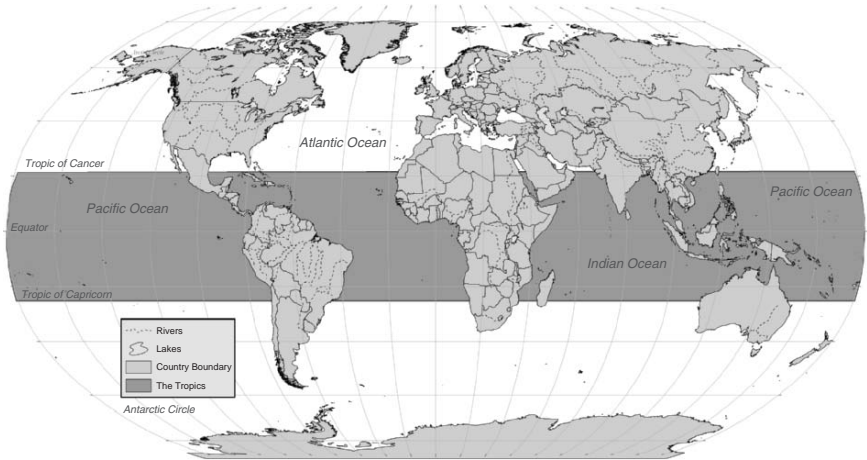 Atlantic Ocean
Tropic of Cancer
Pacific Ocean
Pacific Ocean
Equator
Indian Ocean
Tropic of Capricorn
Rivers
Lakes
Country Boundary
The Tropics
Antarctic Circle